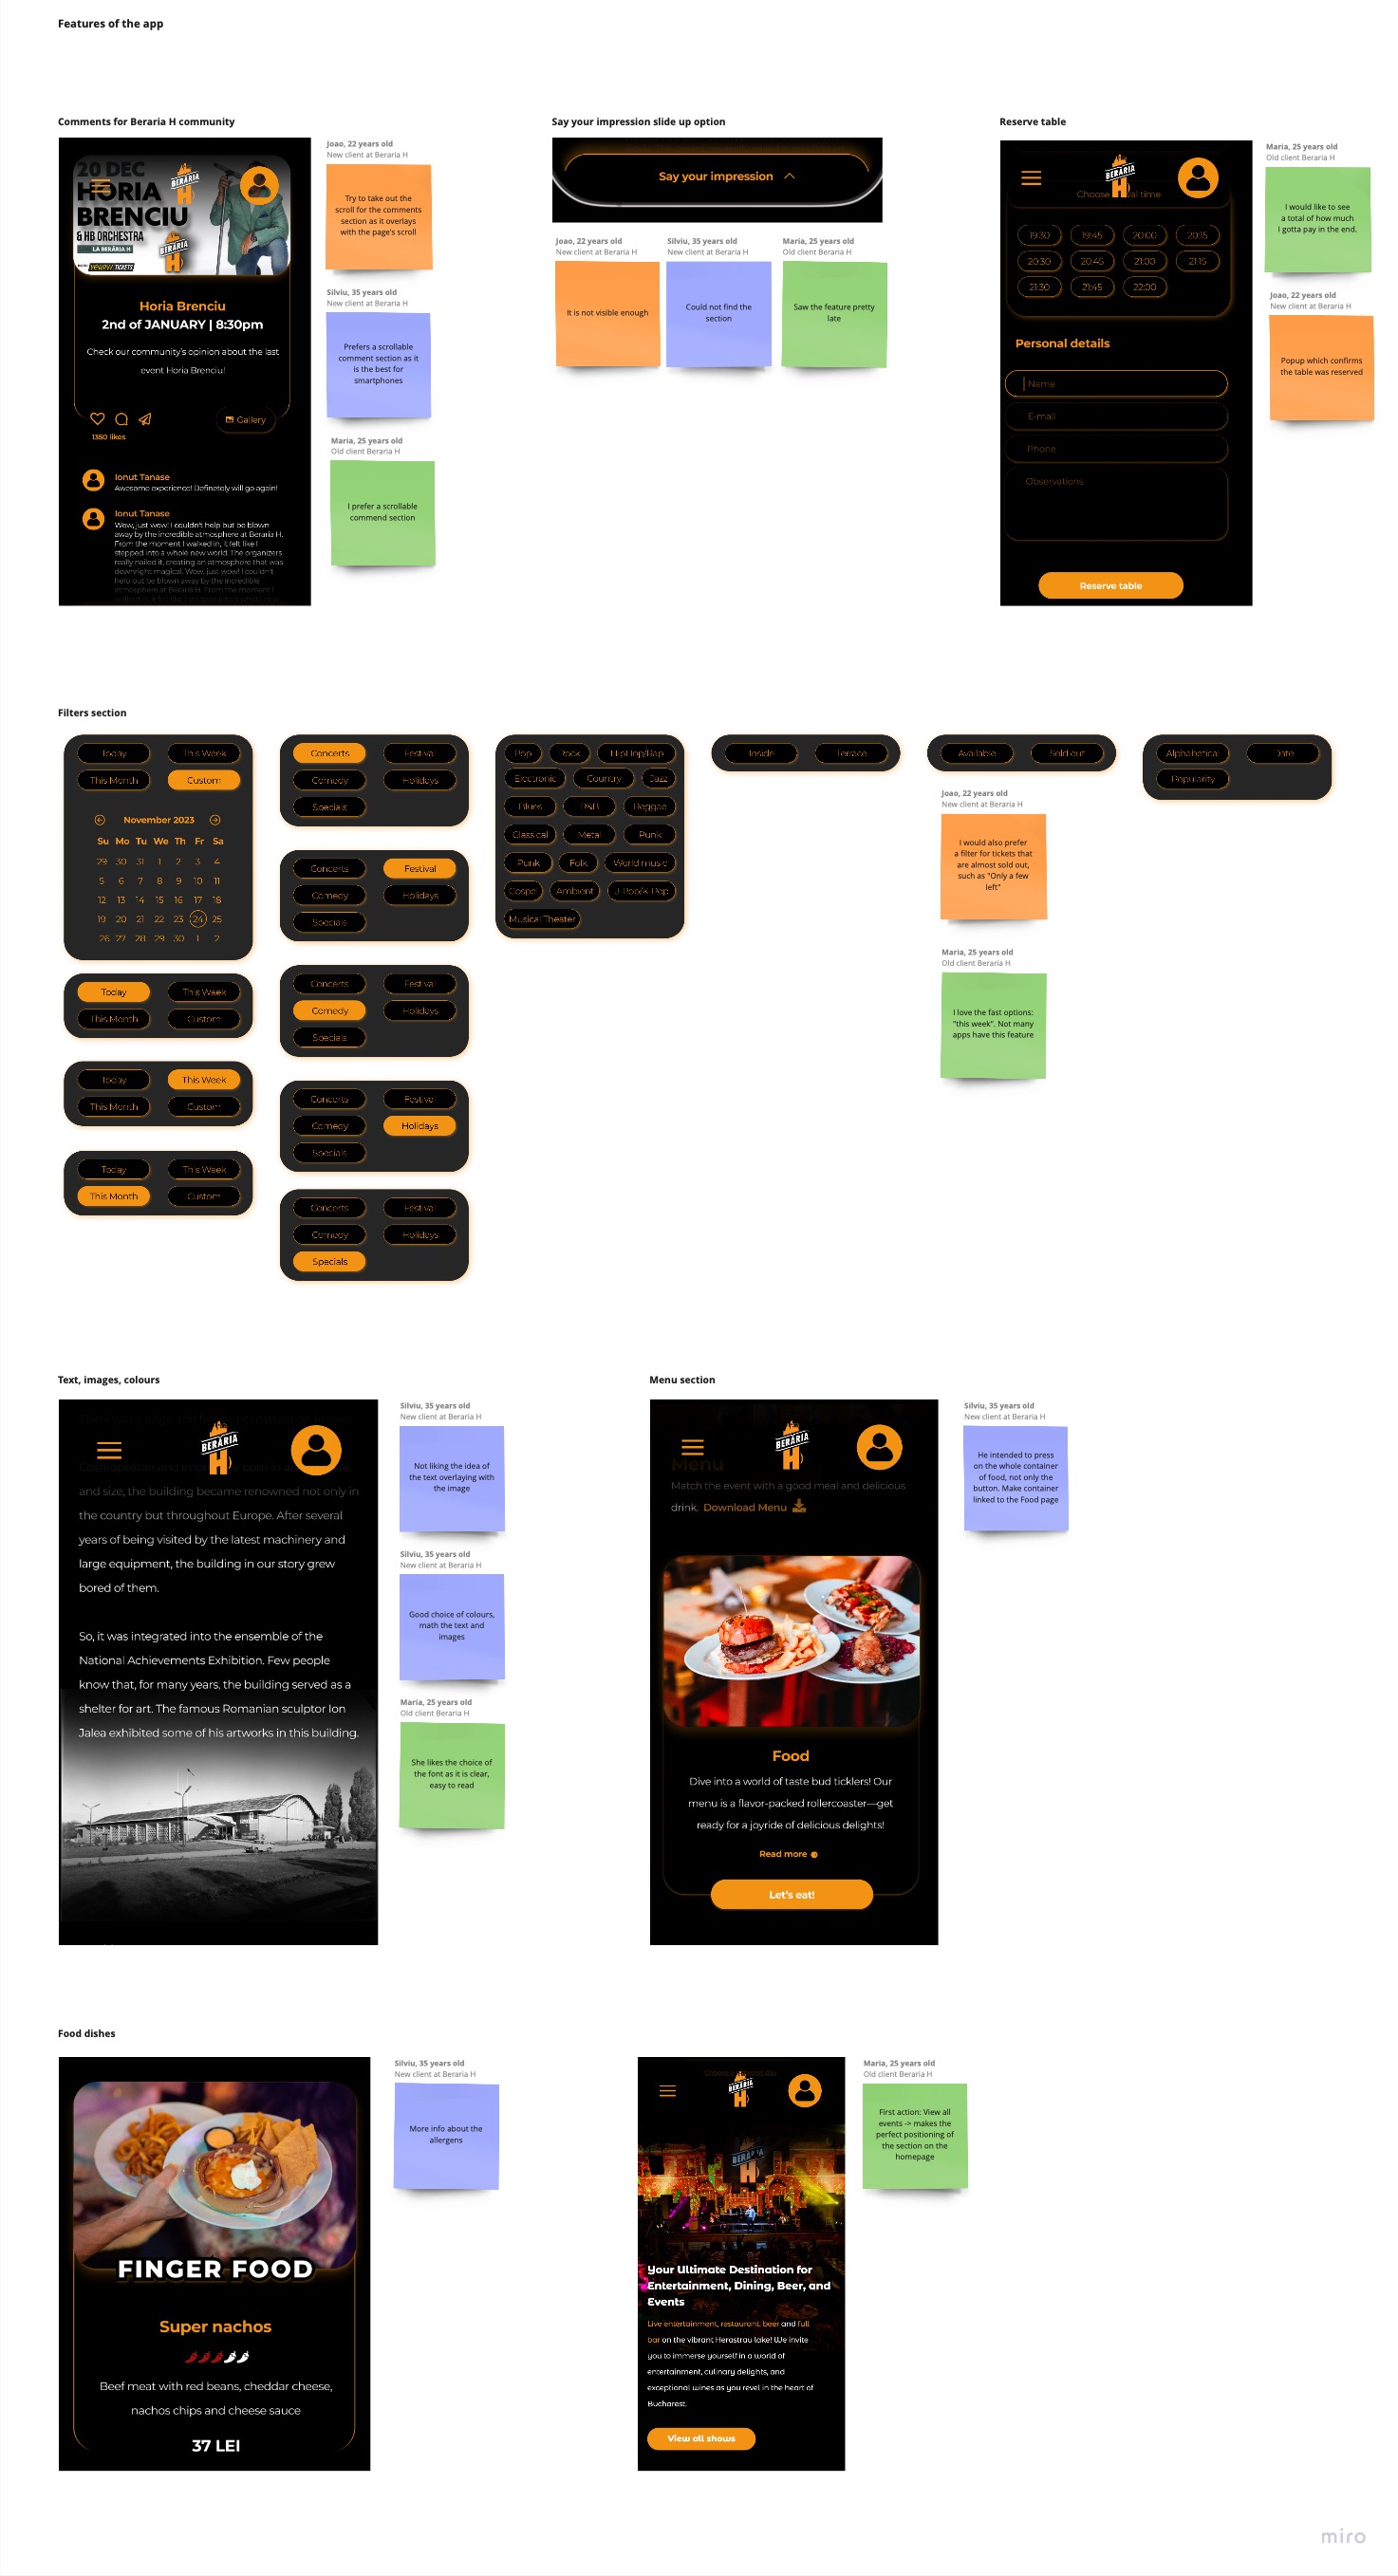 Features of the app
Comments for Beraria H community
20 DEC
HORIA
BRENCIU
& HB ORCHESTRA
LA BERĂRIA H
BERĂRIA
H
BERĂRIA
H
Horia Brenciu
2nd of JANUARY | 8:30pm
Check our community's opinion about the last
event Horia Brenciu!
1350 likes
Gallery
Ionut Tanase
Awesome experience! Definetely will go again!
Ionut Tanase
Wow, just wow! I couldn't help but be blown
away by the incredible atmosphere at Beraria H.
From the moment I walked in, it felt like I
stepped into a whole new world. The organizers
really nailed it, creating an atmosphere that was
downright magical. Wow, just wow! I couldn't
help but be blown away by the incredible
atmosphere at Beraria H. From the moment I
Joao, 22 years old
New client at Beraria H
Try to take out the
scroll for the comments
section as it overlays
with the page's scroll
Silviu, 35 years old
New client at Beraria H
Prefers a scrollable
comment section as it
is the best for
smartphones
Maria, 25 years old
Old client Beraria H
I prefer a scrollable
commend section
Say your impression slide up option
Say your impression
Joao, 22 years old
New client at Beraria H
It is not visible enough
Silviu, 35 years old
New client at Beraria H
Could not find the
section
Maria, 25 years old
Old client Beraria H
Saw the feature pretty
late
Reserve table
BERĂRIA
H
Choose al time
19:30 19:45 20:00 20:15
20:30 20:45 21:00 21:15
21:30 21:45 22:00
Personal details
Name
E-mail
Phone
Observations
Reserve table
Maria, 25 years old
Old client Beraria H
I would like to see
a total of how much
I gotta pay in the end.
Joao, 22 years old
New client at Beraria H
Popup which confirms
the table was reserved
Filters section
Today This Week
This Month Custom
November 2023
Su Mo Tu We Th Fr Sa
29 30 31 1 2 3 4
5 6 7 8 9 10 11
12 13 14 15 16 17 18
19 20 21 22 23 24 25
26 27 28 29 30 1 2
Today This Week
This Month Custom
Today This Week
This Month Custom
Today This Week
This Month Custom
Concerts Festival
Comedy Holidays
Specials
Concerts Festival
Comedy Holidays
Specials
Concerts Festival
Comedy Holidays
Specials
Concerts Festival
Comedy Holidays
Specials
Concerts Festival
Comedy Holidays
Specials
Pop Rock HipHop/Rap
Electronic Country Jazz
Blues R&B Reggae
Classical Metal Punk
Punk Folk World music
Gospel Ambient J-Pop/K-Pop
Musical Theater
Inside Terrace
Available Sold out
Joao, 22 years old
New client at Beraria H
I would also prefer
a filter for tickets that
are almost sold out,
such as "Only a few
left"
Maria, 25 years old
Old client Beraria H
I love the fast options:
"this week". Not many
apps have this feature
Alphabetical Date
Popularity
Text, images, colours
BERĂRIA
H
and size, the building became renowned not only in
the country but throughout Europe. After several
years of being visited by the latest machinery and
large equipment, the building in our story grew
bored of them.
So, it was integrated into the ensemble of the
National Achievements Exhibition. Few people
know that, for many years, the building served as a
shelter for art. The famous Romanian sculptor Ion
Jalea exhibited some of his artworks in this building.
Silviu, 35 years old
New client at Beraria H
Not liking the idea of
the text overlaying with
the image
Silviu, 35 years old
New client at Beraria H
Good choice of colours,
math the text and
images
Maria, 25 years old
Old client Beraria H
She likes the choice of
the font as it is clear,
easy to read
Menu section
BERĂRIA
H
Menu
Match the event with a good meal and delicious
drink. Download Menu
Food
Dive into a world of taste bud ticklers! Our
menu is a flavor-packed rollercoaster—get
ready for a joyride of delicious delights!
Read more
Let's eat!
Silviu, 35 years old
New client at Beraria H
He intended to press
on the whole container
of food, not only the
button. Make container
linked to the Food page
Food dishes
FINGER FOOD
Super nachos
Beef meat with red beans, cheddar cheese,
nachos chips and cheese sauce
37 LEI
Silviu, 35 years old
New client at Beraria H
More info about the
allergens
BERĂRIA
H
Your Ultimate Destination for
Entertainment, Dining, Beer, and
Events
Live entertainment, restaurant, beer and full
bar on the vibrant Herastrau lake! We invite
you to immerse yourself in a world of
entertainment, culinary delights, and
exceptional wines as you revel in the heart of
Bucharest.
View all shows
Maria, 25 years old
Old client Beraria H
First action: View all
events -> makes the
perfect positioning of
the section on the
homepage
miro